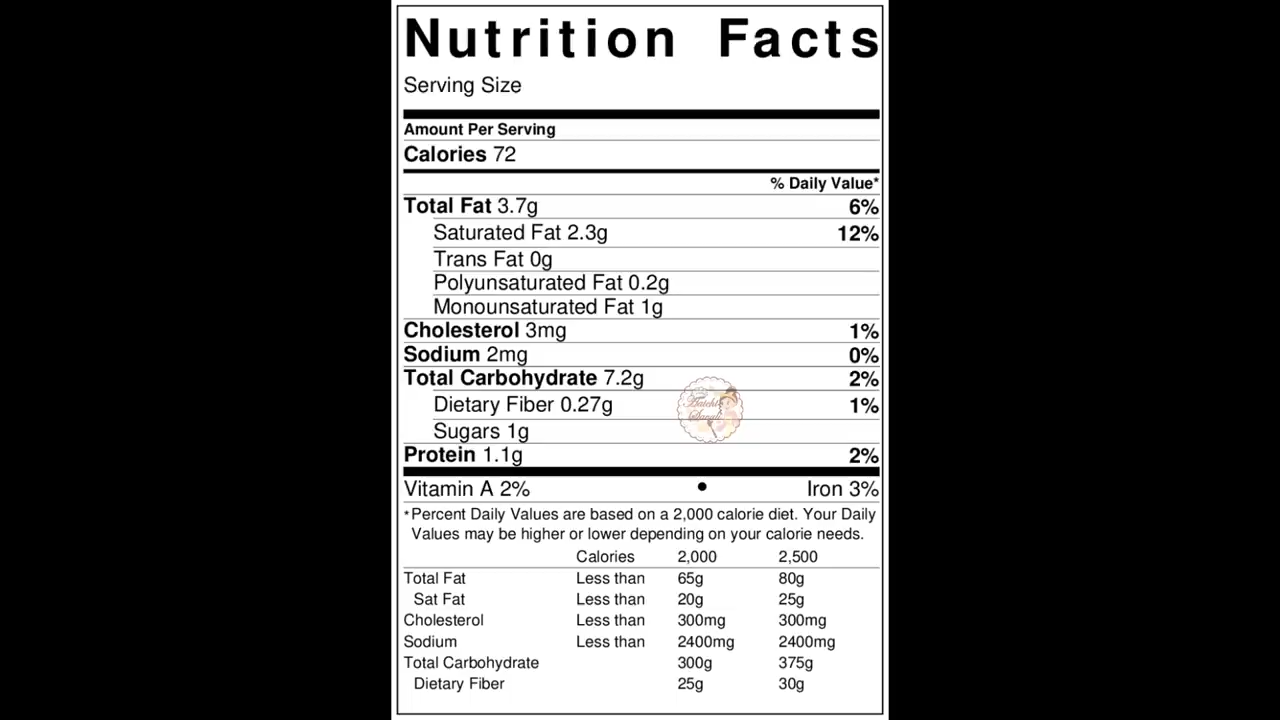 Nutrition Facts
Serving Size
Amount Per Serving
Calories 72
% Daily Value*
Total Fat 3.7g 6%
Saturated Fat 2.3g 12%
Trans Fat 0g
Polyunsaturated Fat 0.2g
Monounsaturated Fat 1g
Cholesterol 3mg 1%
Sodium 2mg 0%
Total Carbohydrate 7.2g 2%
Dietary Fiber 0.27g 1%
Sugars 1g
Protein 1.1g 2%
Vitamin A 2% • Iron 3%
*Percent Daily Values are based on a 2,000 calorie diet. Your Daily
Values may be higher or lower depending on your calorie needs.
Calories 2,000 2,500
Total Fat Less than 65g 80g
Sat Fat Less than 20g 25g
Cholesterol Less than 300mg 300mg
Sodium Less than 2400mg 2400mg
Total Carbohydrate 300g 375g
Dietary Fiber 25g 30g